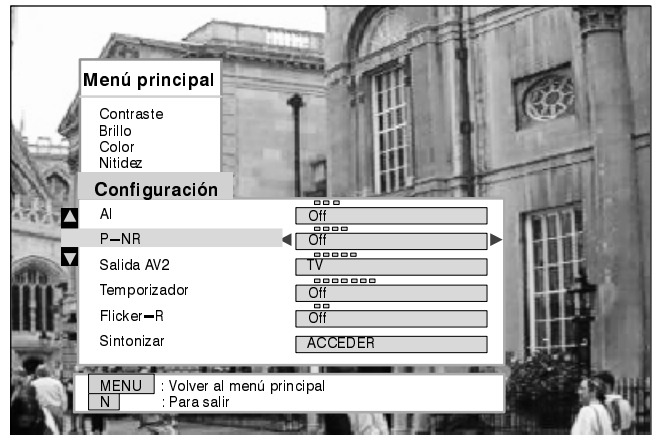 Menú principal
Contraste
Brillo
Color
Nitidez
Configuración
AI Off
P–NR Off
Salida AV2 TV
Temporizador Off
Flicker–R Off
Sintonizar ACCEDER
MENU : Volver al menú principal
N : Para salir